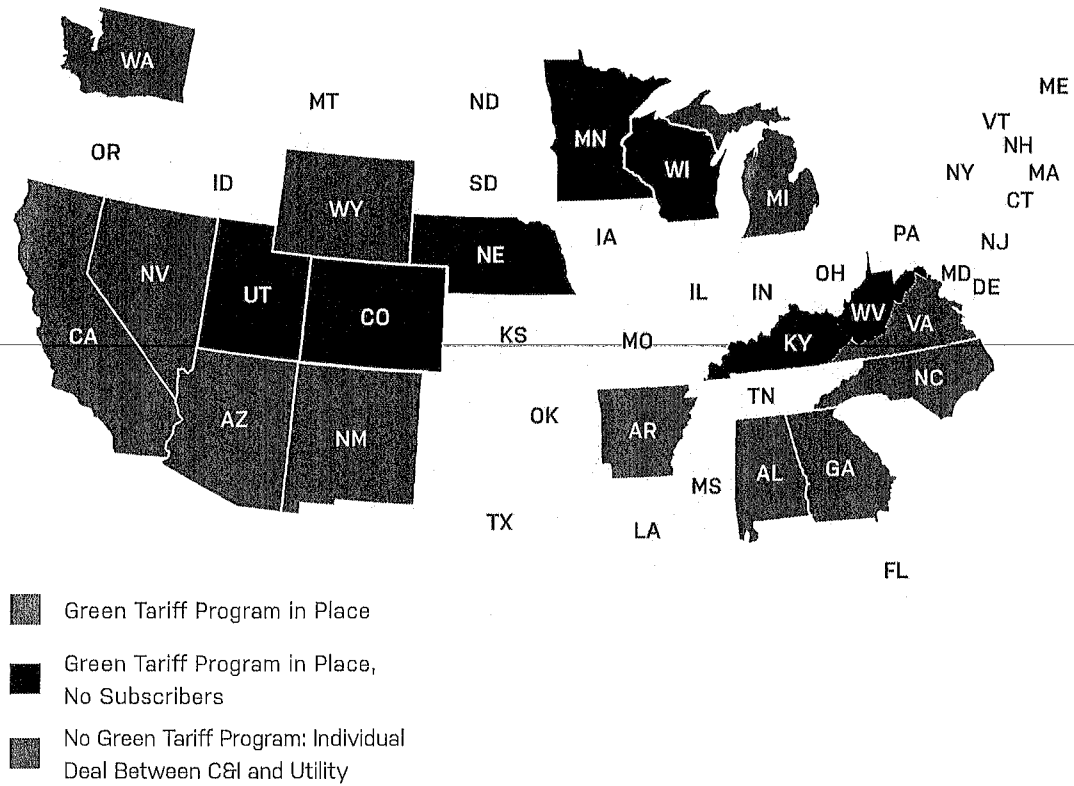 WA
MT
ND
ME
MN
VT
NH
OR
ID
SD
WI
NY
MA
MI
CT
WY
IA
PA
NJ
NE
NV
UT
OH
MD
DE
CO
IL
IN
WV
VA
CA
KS
MO
KY
NC
AZ
NM
OK
AR
TN
AL
GA
MS
TX
LA
FL
Green Tariff Program in Place
Green Tariff Program in Place,
No Subscribers
No Green Tariff Program: Individual
Deal Between C&I and Utility